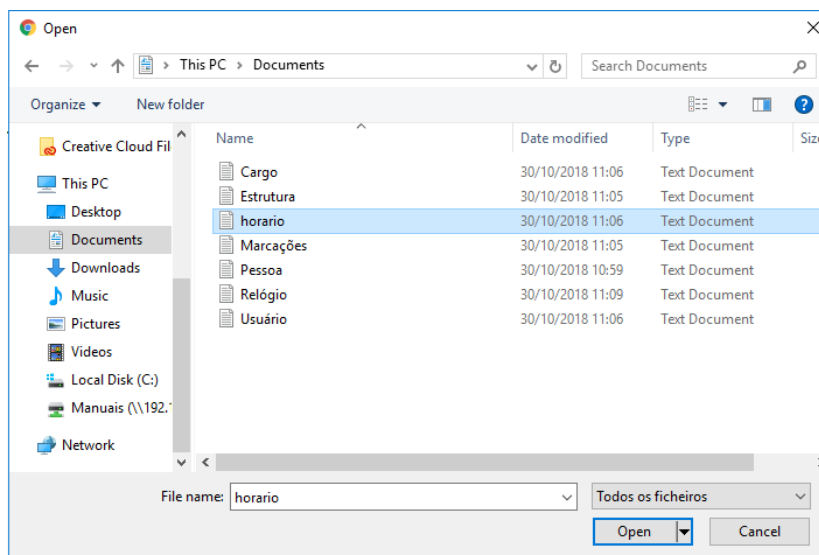 Open
This PC > Documents
Search Documents
Organize
New folder
Name Date modified Type Size
Creative Cloud Fil
This PC
Desktop
Documents
Downloads
Music
Pictures
Videos
Local Disk (C:)
Manuais (\\192.1
Network
Cargo 30/10/2018 11:06 Text Document
Estrutura 30/10/2018 11:05 Text Document
horario 30/10/2018 11:06 Text Document
Marcações 30/10/2018 11:05 Text Document
Pessoa 30/10/2018 10:59 Text Document
Relógio 30/10/2018 11:09 Text Document
Usuário 30/10/2018 11:06 Text Document
File name: horario
Todos os ficheiros
Open
Cancel